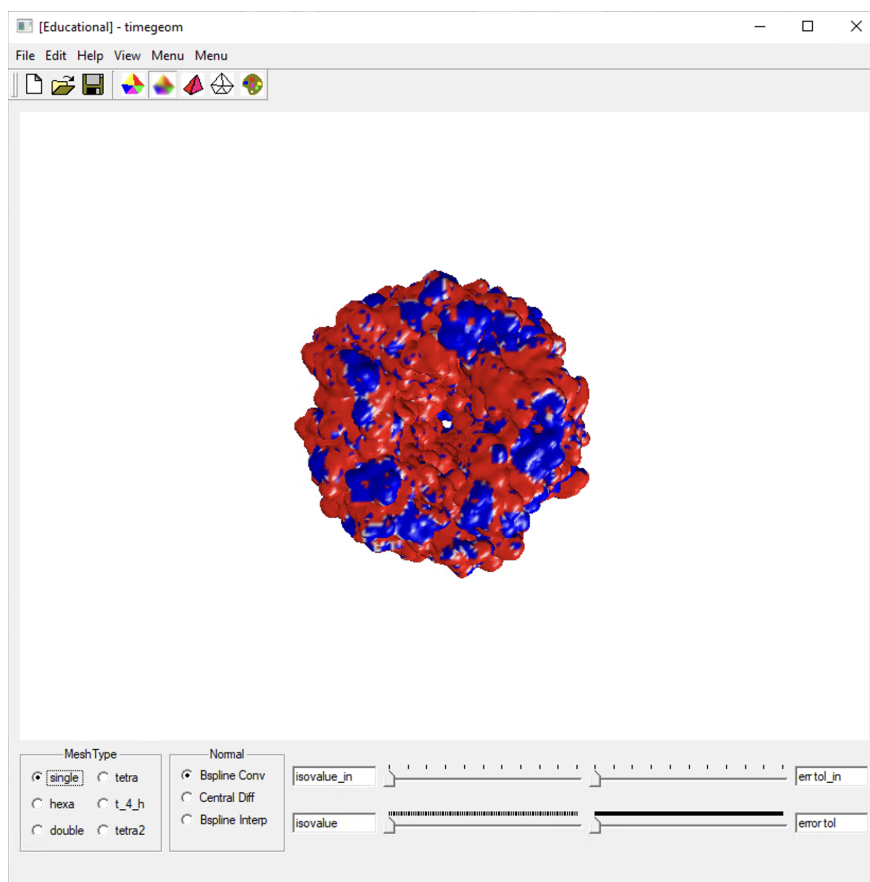 [Educational] - timegeom
File Edit Help View Menu Menu
MeshType
single tetra
hexa t_4_h
double tetra2
Normal
Bspline Conv
Central Diff
Bspline Interp
isovalue_in
err tol_in
isovalue
error tol